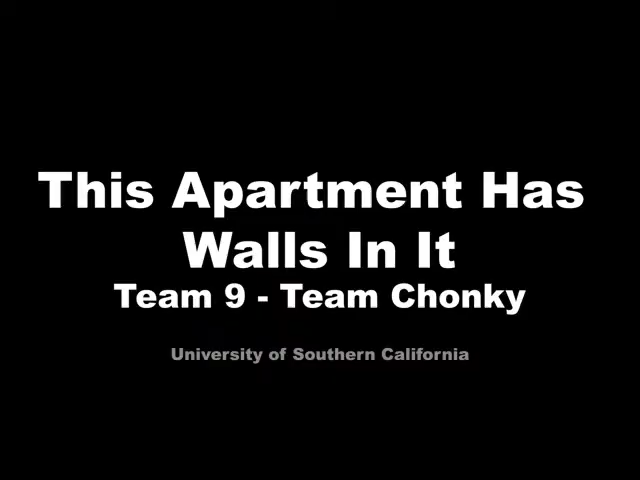 This Apartment Has
Walls In It
Team 9 - Team Chonky
University of Southern California